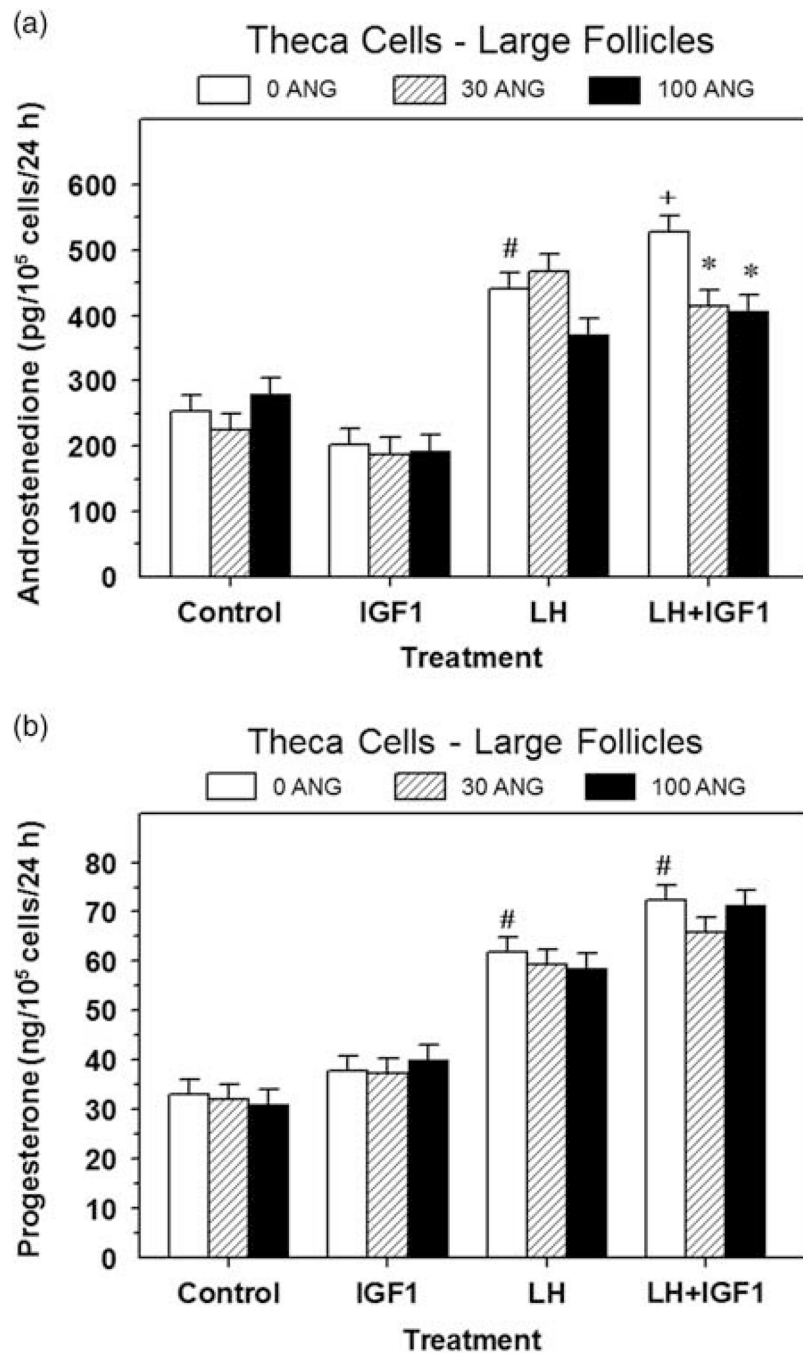 (a)
Theca Cells - Large Follicles
0 ANG 30 ANG 100 ANG
Androstenedione (pg/10⁵ cells/24 h)
600
500
400
300
200
100
0
#
+
* *
Control IGF1 LH LH+IGF1
Treatment
(b)
Theca Cells - Large Follicles
0 ANG 30 ANG 100 ANG
Progesterone (ng/10⁵ cells/24 h)
80
70
60
50
40
30
20
10
0
#
#
Control IGF1 LH LH+IGF1
Treatment